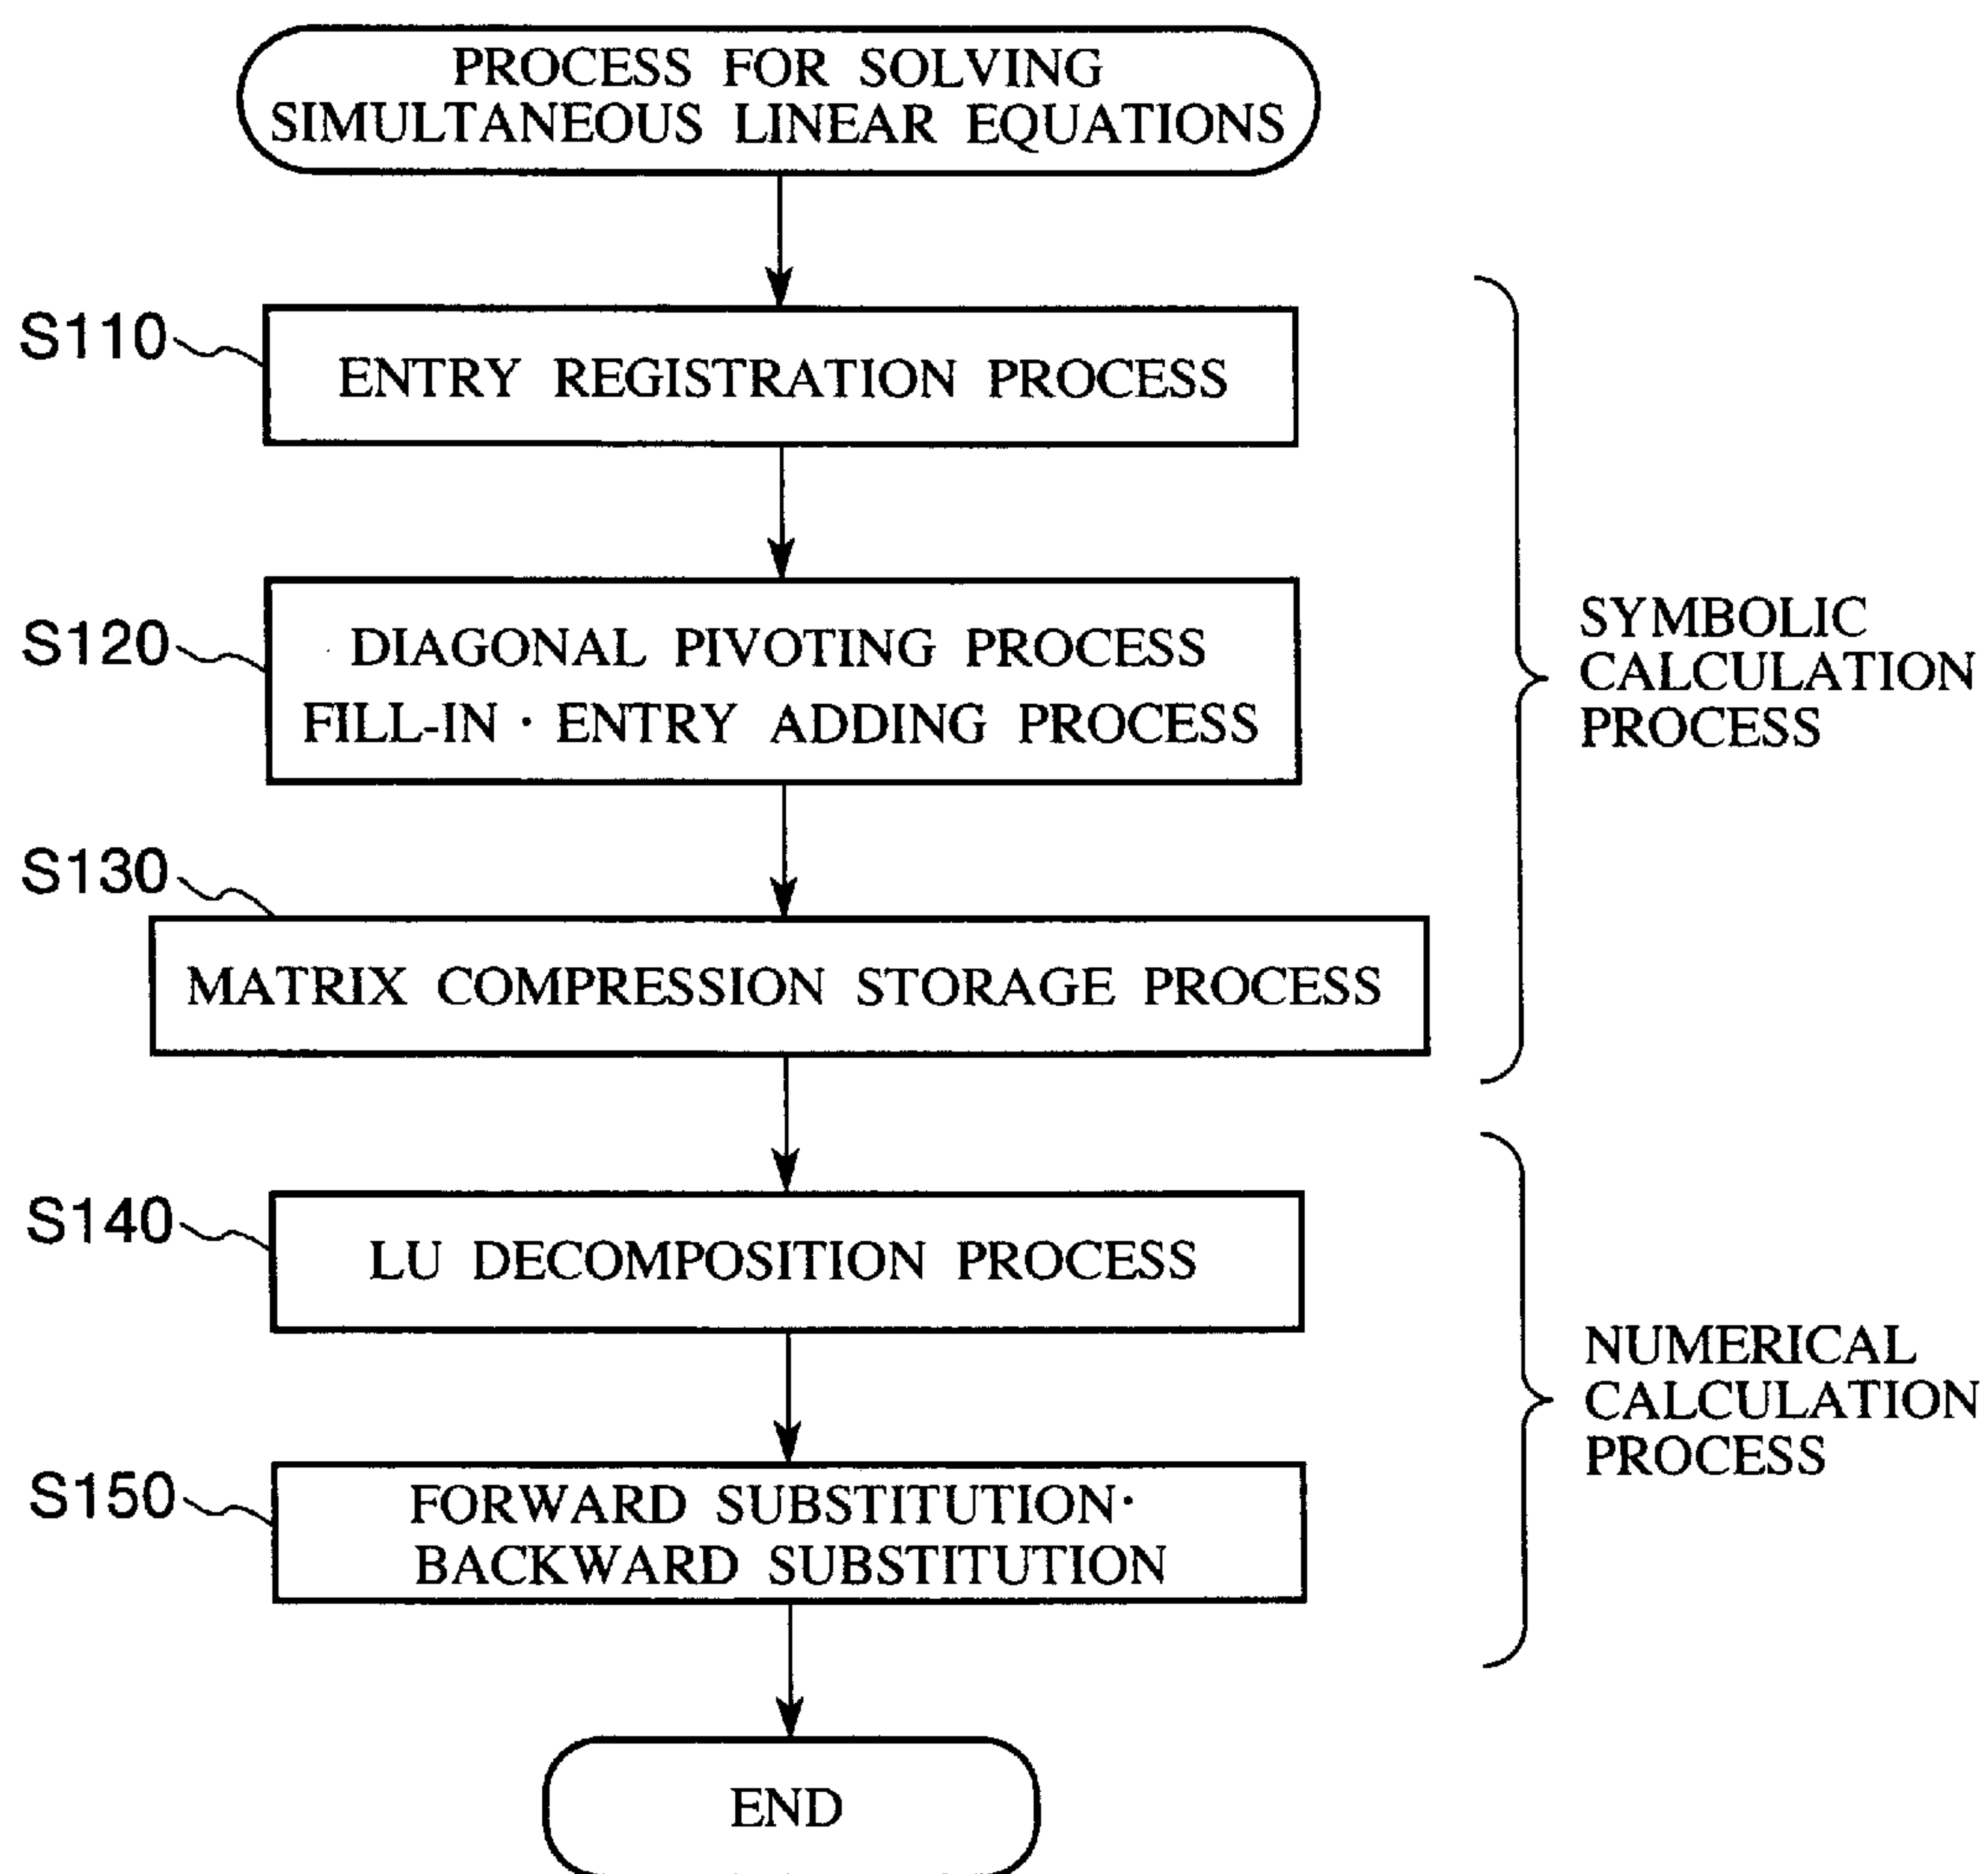 PROCESS FOR SOLVING
SIMULTANEOUS LINEAR EQUATIONS
S110
ENTRY REGISTRATION PROCESS
S120
DIAGONAL PIVOTING PROCESS
FILL-IN · ENTRY ADDING PROCESS
SYMBOLIC
CALCULATION
PROCESS
S130
MATRIX COMPRESSION STORAGE PROCESS
S140
LU DECOMPOSITION PROCESS
NUMERICAL
CALCULATION
PROCESS
S150
FORWARD SUBSTITUTION·
BACKWARD SUBSTITUTION
END